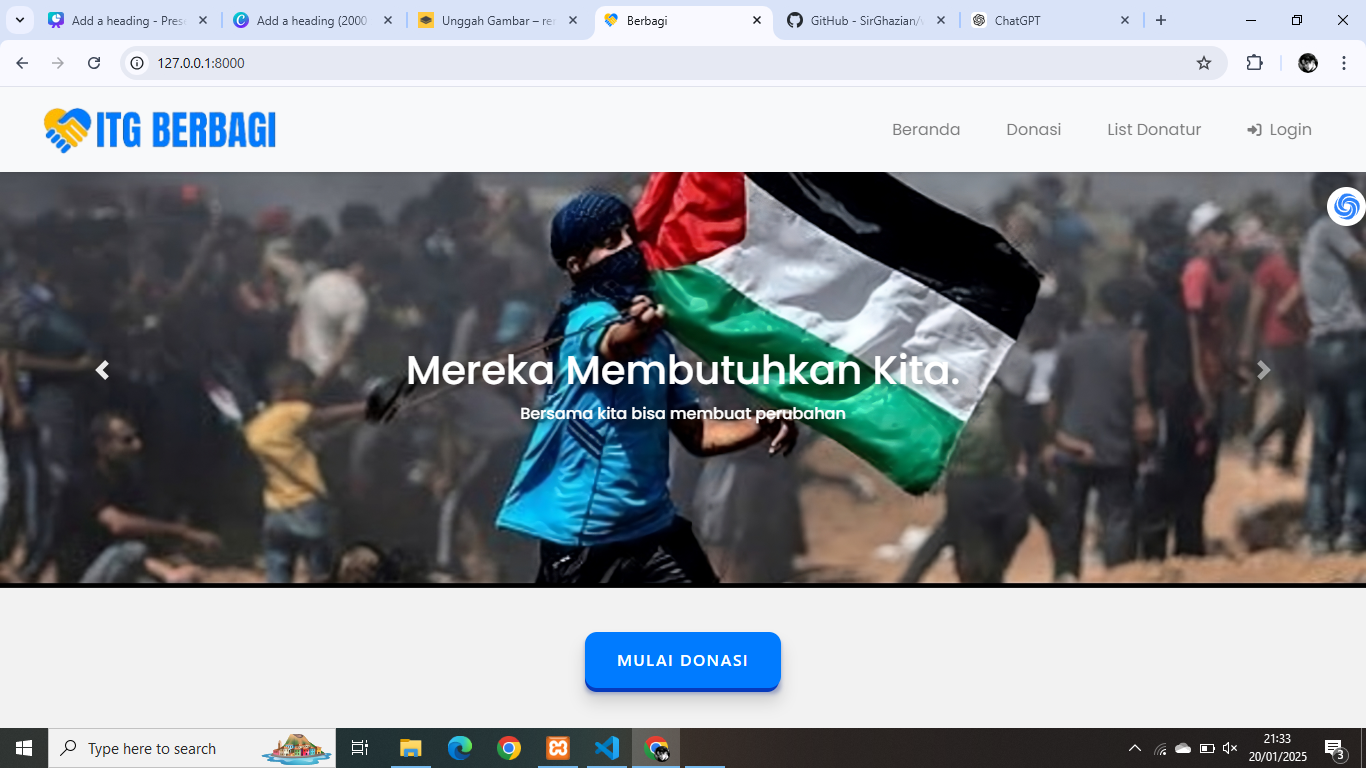 Add a heading - Prese
Add a heading (2000
Unggah Gambar – re
Berbagi
GitHub - SirGhazian/
ChatGPT
127.0.0.1:8000
ITG BERBAGI
Beranda
Donasi
List Donatur
Login
Mereka Membutuhkan Kita.
Bersama kita bisa membuat perubahan
MULAI DONASI
Type here to search
21:33
20/01/2025
3